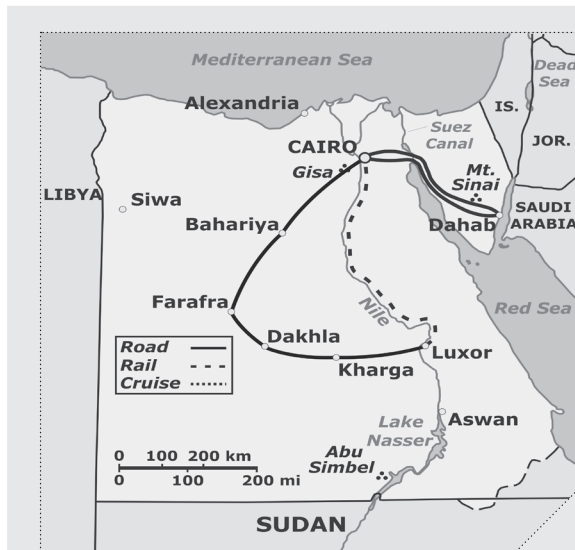 Mediterranean Sea
Dead
Sea
Alexandria
IS.
Suez
Canal
CAIRO
JOR.
Gisa
Mt.
Sinai
LIBYA
Siwa
SAUDI
ARABIA
Bahariya
Dahab
Farafra
Nile
Red Sea
Road
Rail
Cruise
Dakhla
Luxor
Kharga
Lake
Nasser
Aswan
Abu
Simbel
0 100 200 km
0 100 200 mi
SUDAN